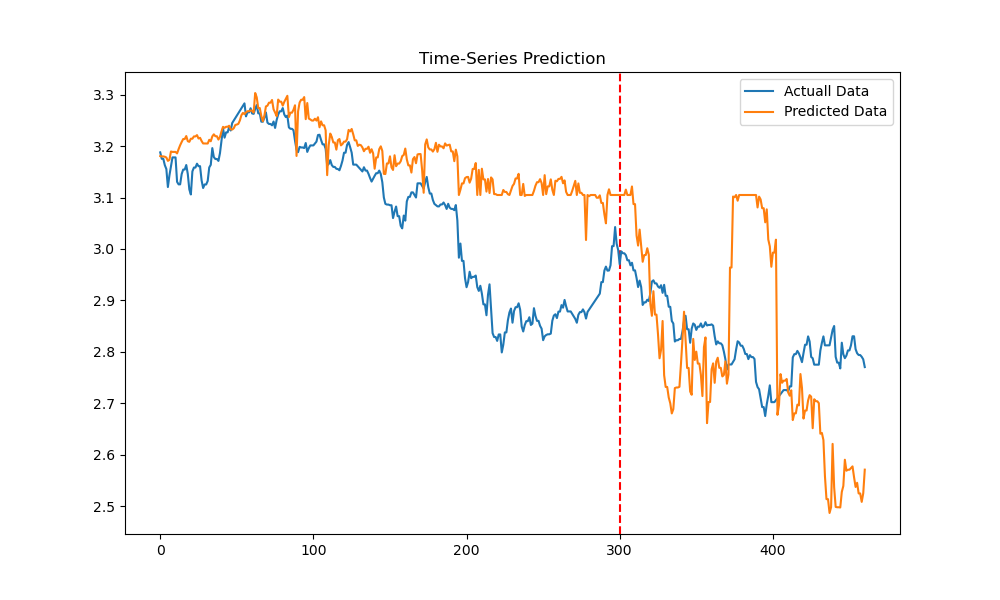 Time-Series Prediction
Actuall Data
Predicted Data
3.3
3.2
3.1
3.0
2.9
2.8
2.7
2.6
2.5
0 100 200 300 400